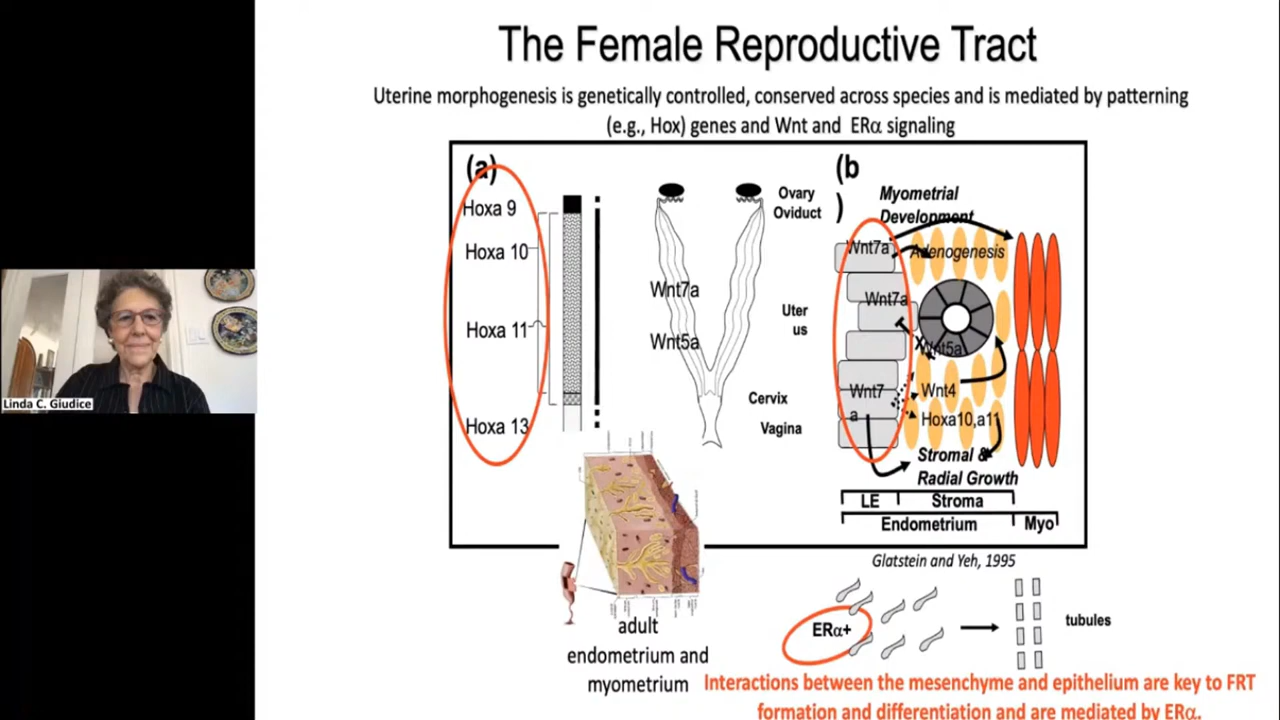 The Female Reproductive Tract
Uterine morphogenesis is genetically controlled, conserved across species and is mediated by patterning
(e.g., Hox) genes and Wnt and ERα signaling
(a)
Hoxa 9
Hoxa 10
Hoxa 11
Hoxa 13
Wnt7a
Wnt5a
Ovary
Oviduct
Uter
us
Cervix
Vagina
(b
)
Myometrial
Development
Wnt7a
Adenogenesis
Wnt7a
Wnt5a
Wnt7
a
Wnt4
Hoxa10,a11
Stromal &
Radial Growth
LE
Stroma
Endometrium
Myo
Glatstein and Yeh, 1995
Linda C. Giudice
adult
endometrium and
myometrium
ERα+
tubules
Interactions between the mesenchyme and epithelium are key to FRT
formation and differentiation and are mediated by ERα.